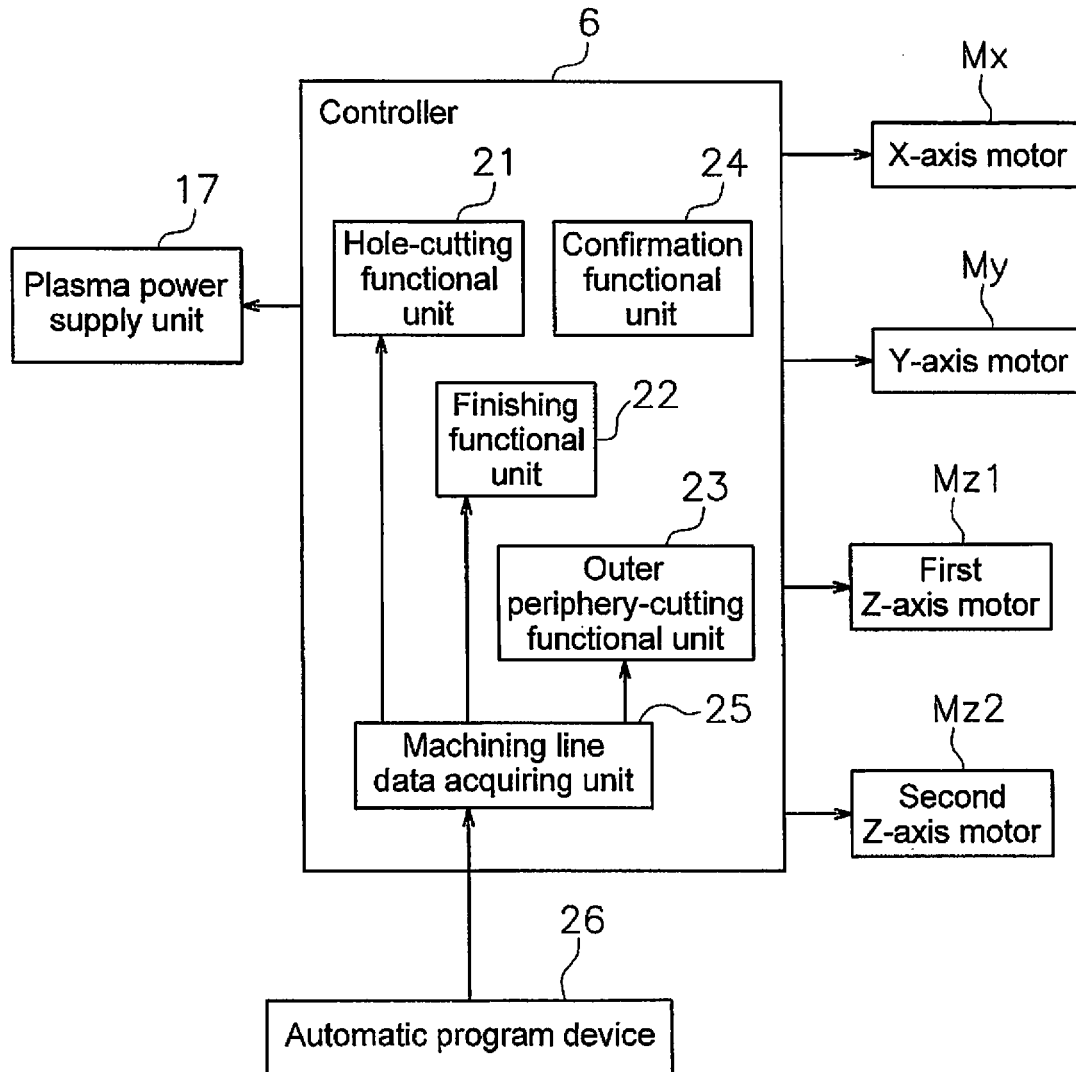 6
Controller
Mx
X-axis motor
21
24
17
Hole-cutting
functional
unit
Confirmation
functional
unit
Plasma power
supply unit
My
Y-axis motor
Finishing
functional
unit
22
23
Mz1
First
Z-axis motor
Outer
periphery-cutting
functional unit
25
Machining line
data acquiring unit
Mz2
Second
Z-axis motor
26
Automatic program device